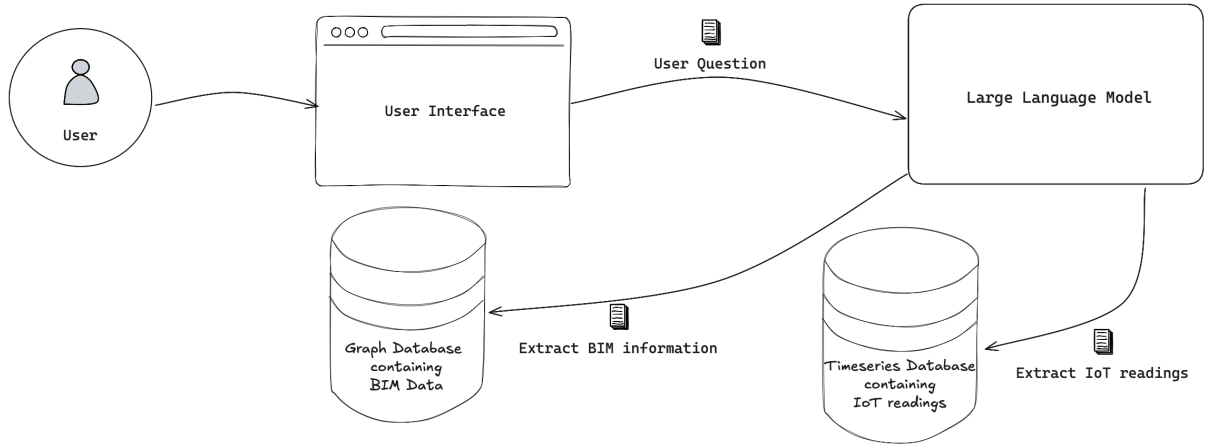 User
User Interface
User Question
Large Language Model
Graph Database
containing
BIM Data
Extract BIM information
Timeseries Database
containing
IoT readings
Extract IoT readings